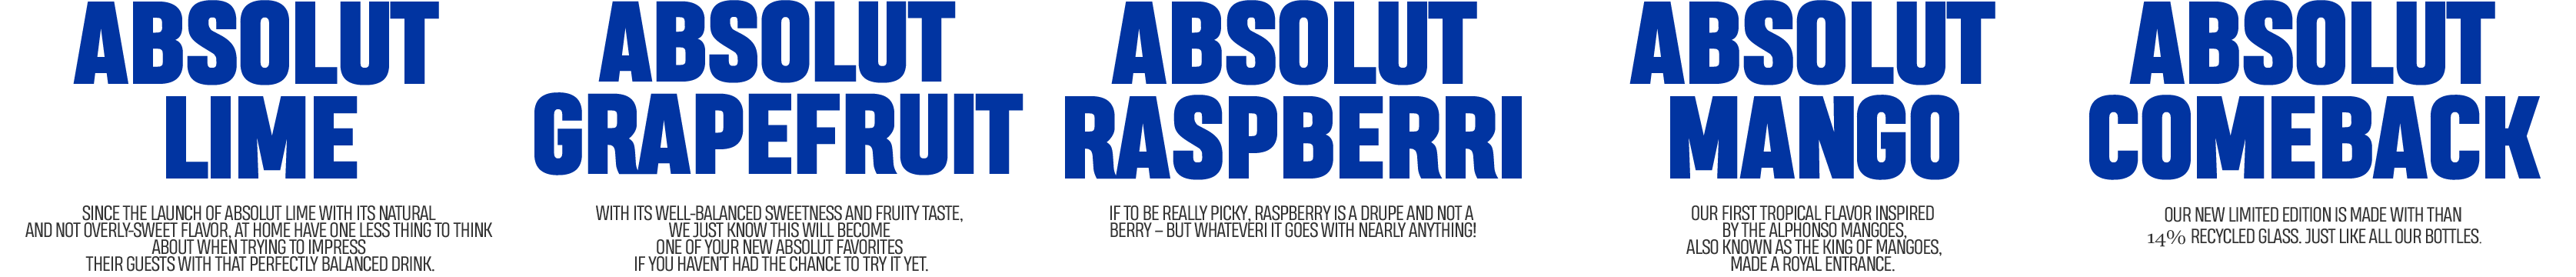 ABSOLUT
LIME
SINCE THE LAUNCH OF ABSOLUT LIME WITH ITS NATURAL
AND NOT OVERLY-SWEET FLAVOR, AT HOME HAVE ONE LESS THING TO THINK
ABOUT WHEN TRYING TO IMPRESS
THEIR GUESTS WITH THAT PERFECTLY BALANCED DRINK.
ABSOLUT
GRAPEFRUIT
WITH ITS WELL-BALANCED SWEETNESS AND FRUITY TASTE,
WE JUST KNOW THIS WILL BECOME
ONE OF YOUR NEW ABSOLUT FAVORITES
IF YOU HAVEN'T HAD THE CHANCE TO TRY IT YET.
ABSOLUT
RASPBERRI
IF TO BE REALLY PICKY, RASPBERRY IS A DRUPE AND NOT A
BERRY – BUT WHATEVERI IT GOES WITH NEARLY ANYTHING!
ABSOLUT
MANGO
OUR FIRST TROPICAL FLAVOR INSPIRED
BY THE ALPHONSO MANGOES,
ALSO KNOWN AS THE KING OF MANGOES,
MADE A ROYAL ENTRANCE.
ABSOLUT
COMEBACK
OUR NEW LIMITED EDITION IS MADE WITH THAN
14% RECYCLED GLASS. JUST LIKE ALL OUR BOTTLES.